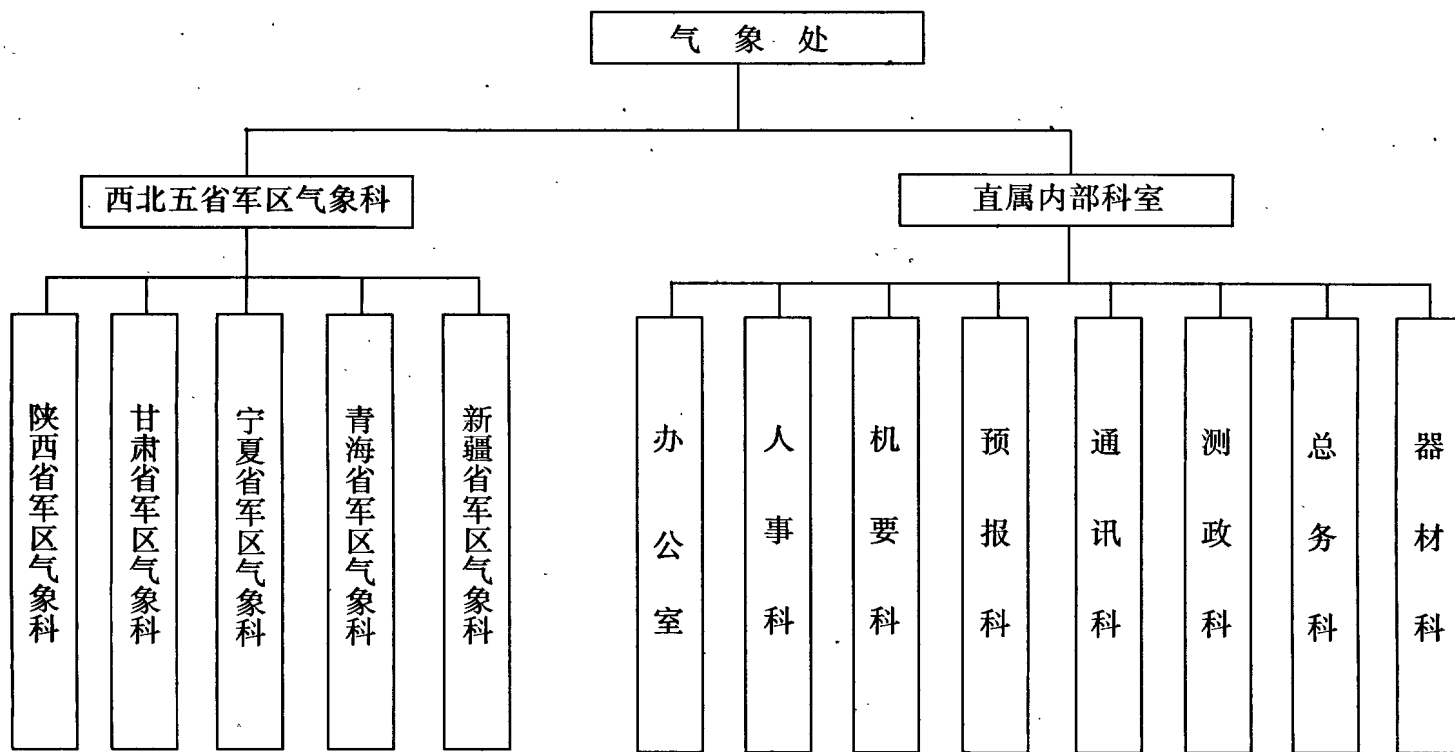 气象处
西北五省军区气象科
直属内部科室
陕西省军区气象科
甘肃省军区气象科
宁夏省军区气象科
青海省军区气象科
新疆省军区气象科
办公室
人事科
机要科
预报科
通讯科
测政科
总务科
器材科